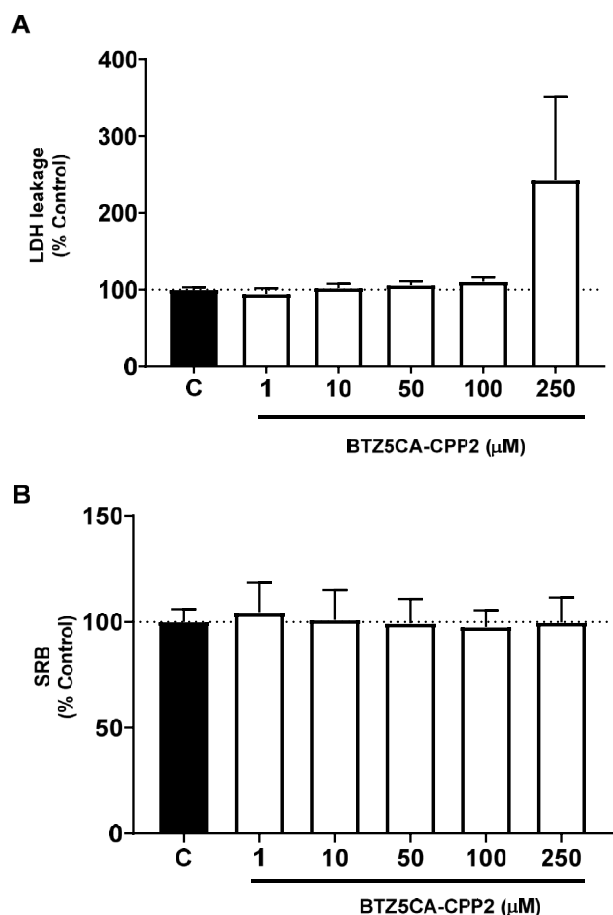 A
LDH leakage
(% Control)
400
300
200
100
0
C 1 10 50 100 250
BTZ5CA-CPP2 (µM)
B
SRB
(% Control)
150
100
50
0
C 1 10 50 100 250
BTZ5CA-CPP2 (µM)